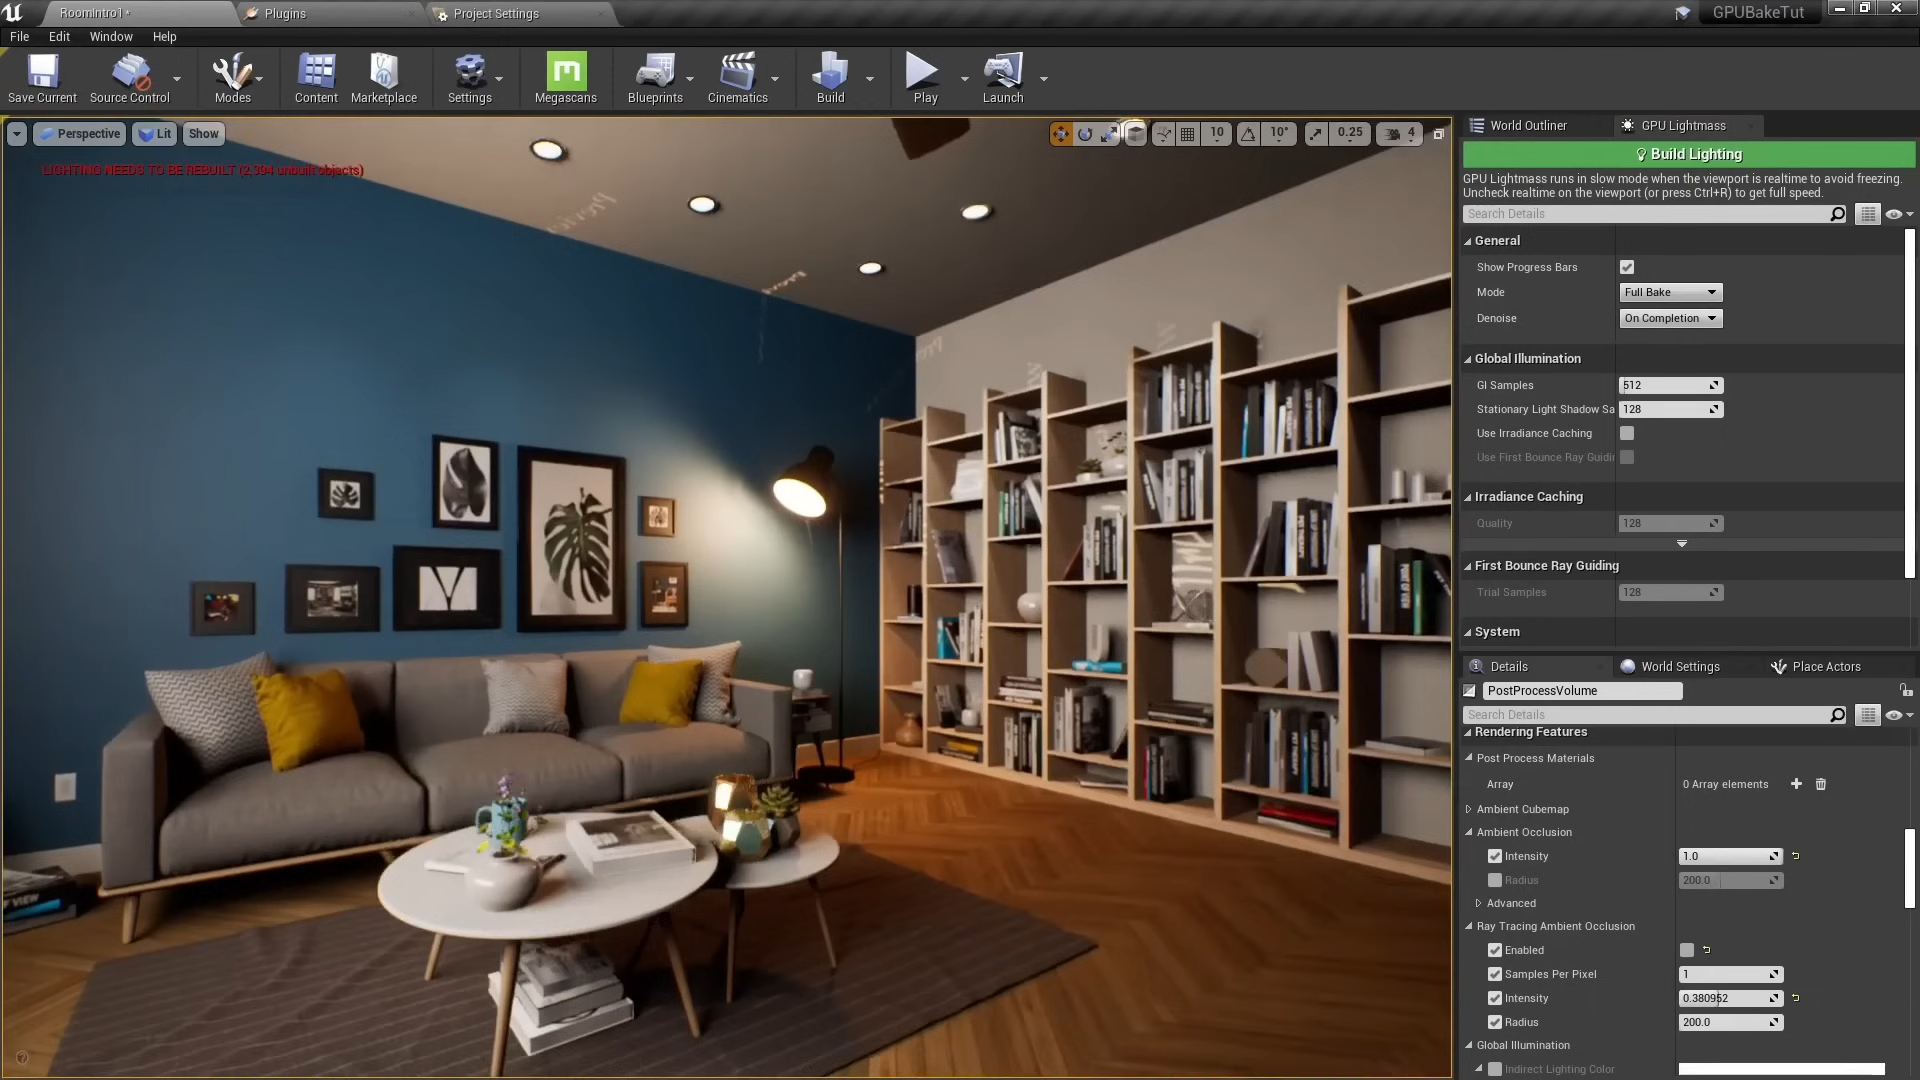 RoomIntro1*
Plugins
Project Settings
GPUBakeTut
File Edit Window Help
Save Current
Source Control
Modes
Content
Marketplace
Settings
Megascans
Blueprints
Cinematics
Build
Play
Launch
Perspective Lit Show
10 10° 0.25 4
LIGHTING NEEDS TO BE REBUILT (2,394 unbuilt objects)
Preview
World Outliner
GPU Lightmass
Build Lighting
GPU Lightmass runs in slow mode when the viewport is realtime to avoid freezing.
Uncheck realtime on the viewport (or press Ctrl+R) to get full speed.
Search Details
General
Show Progress Bars
Mode Full Bake
Denoise On Completion
Global Illumination
GI Samples 512
Stationary Light Shadow Sa 128
Use Irradiance Caching
Use First Bounce Ray Guidin
Irradiance Caching
Quality 128
First Bounce Ray Guiding
Trial Samples 128
System
Details
World Settings
Place Actors
PostProcessVolume
Search Details
Rendering Features
Post Process Materials
Array 0 Array elements
Ambient Cubemap
Ambient Occlusion
Intensity 1.0
Radius 200.0
Advanced
Ray Tracing Ambient Occlusion
Enabled
Samples Per Pixel 1
Intensity 0.380952
Radius 200.0
Global Illumination
Indirect Lighting Color